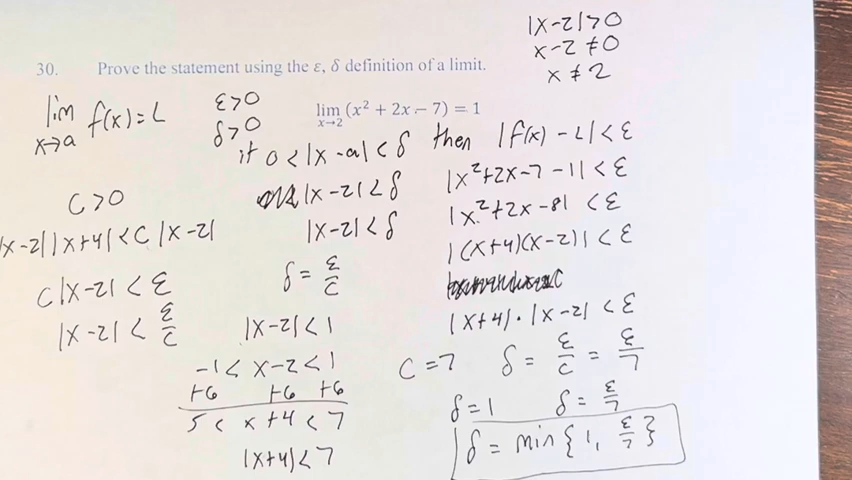 |x-2|>0
x-2≠0
x≠2
30. Prove the statement using the ε, δ definition of a limit.
lim x→a f(x)=L
ε>0
δ>0
lim x→2 (x² + 2x − 7) = 1
if 0<|x-a|<δ then |f(x)-L|<ε
|x-2|<δ
|x²+2x-7-1|<ε
C>0
|x²+2x-8| <ε
|x-2||x+4|<C|x-2|
|x-2|<δ
|(x+4)(x-2)|<ε
C|x-2|<ε
δ=ε/C
|x-2|<ε/C
|x-2|<1
|x+4|·|x-2|<ε
-1<x-2<1
C=7 δ=ε/C=ε/7
+6 +6 +6
5<x+4<7
δ=1 δ=ε/7
|x+4|<7
δ=min{1, ε/7}